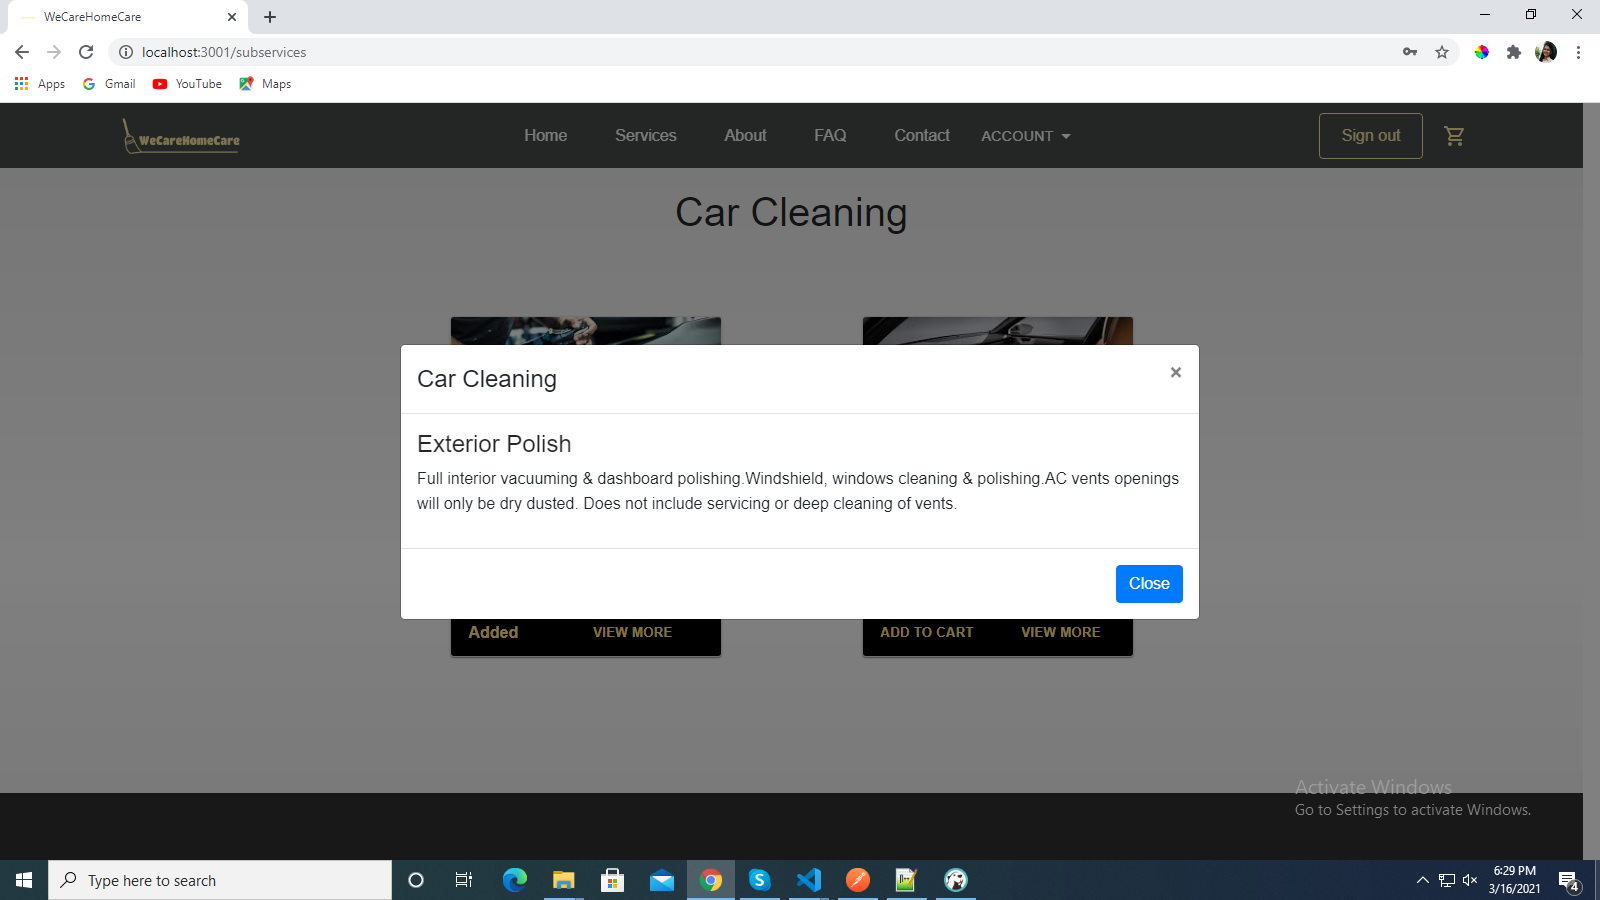 WeCareHomeCare
localhost:3001/subservices
Apps
Gmail
YouTube
Maps
WeCareHomeCare
Home
Services
About
FAQ
Contact
ACCOUNT
Sign out
Car Cleaning
Car Cleaning
×
Exterior Polish
Full interior vacuuming & dashboard polishing.Windshield, windows cleaning & polishing.AC vents openings
will only be dry dusted. Does not include servicing or deep cleaning of vents.
Close
Added
VIEW MORE
ADD TO CART
VIEW MORE
Activate Windows
Go to Settings to activate Windows.
Type here to search
6:29 PM
3/16/2021
4